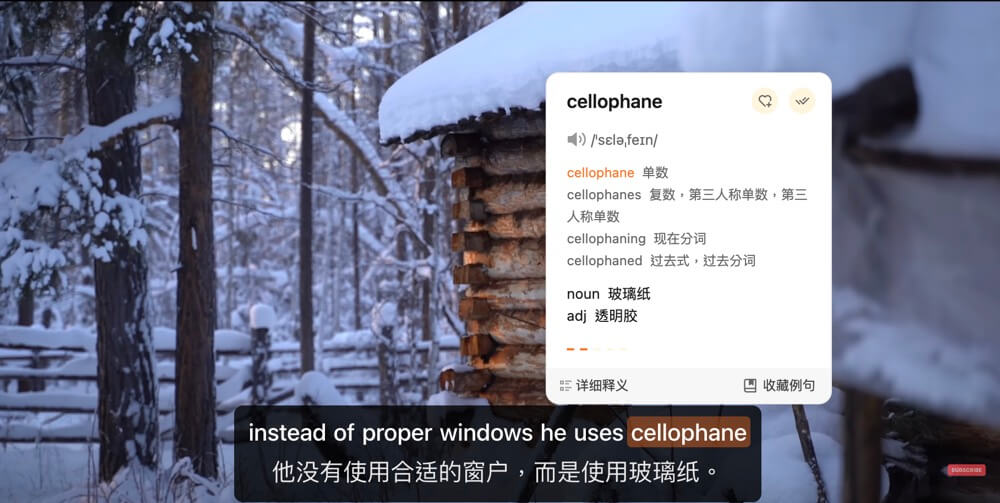 cellophane
/ˈsɛləˌfeɪn/
cellophane 单数
cellophanes 复数，第三人称单数，第三
人称单数
cellophaning 现在分词
cellophaned 过去式，过去分词
noun 玻璃纸
adj 透明胶
详细释义 收藏例句
instead of proper windows he uses cellophane
他没有使用合适的窗户，而是使用玻璃纸。
SUBSCRIBE